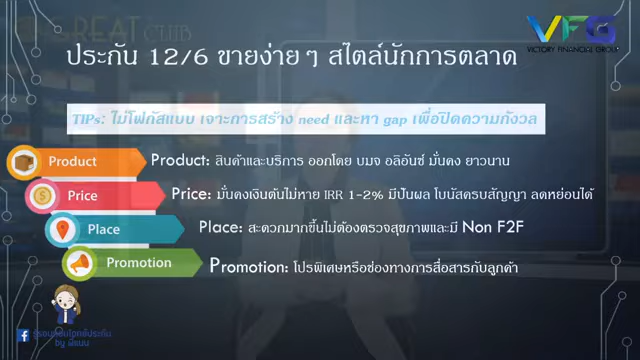 REAT CLUB
VFG
VICTORY FINANCIAL GROUP
ประกัน 12/6 ขายง่ายๆ สไตล์นักการตลาด
TIPs: ไม่โฟกัสแบบ เจาะการสร้าง need และหา gap เพื่อปิดความกังวล
Product
Product: สินค้าและบริการ ออกโดย บมจ อลิอันซ์ มั่นคง ยาวนาน
Price
Price: มั่นคงเงินต้นไม่หาย IRR 1-2% มีปันผล โบนัสครบสัญญา ลดหย่อนได้
Place
Place: สะดวกมากขึ้นไม่ต้องตรวจสุขภาพและมี Non F2F
Promotion
Promotion: โปรพิเศษหรือช่องทางการสื่อสารกับลูกค้า